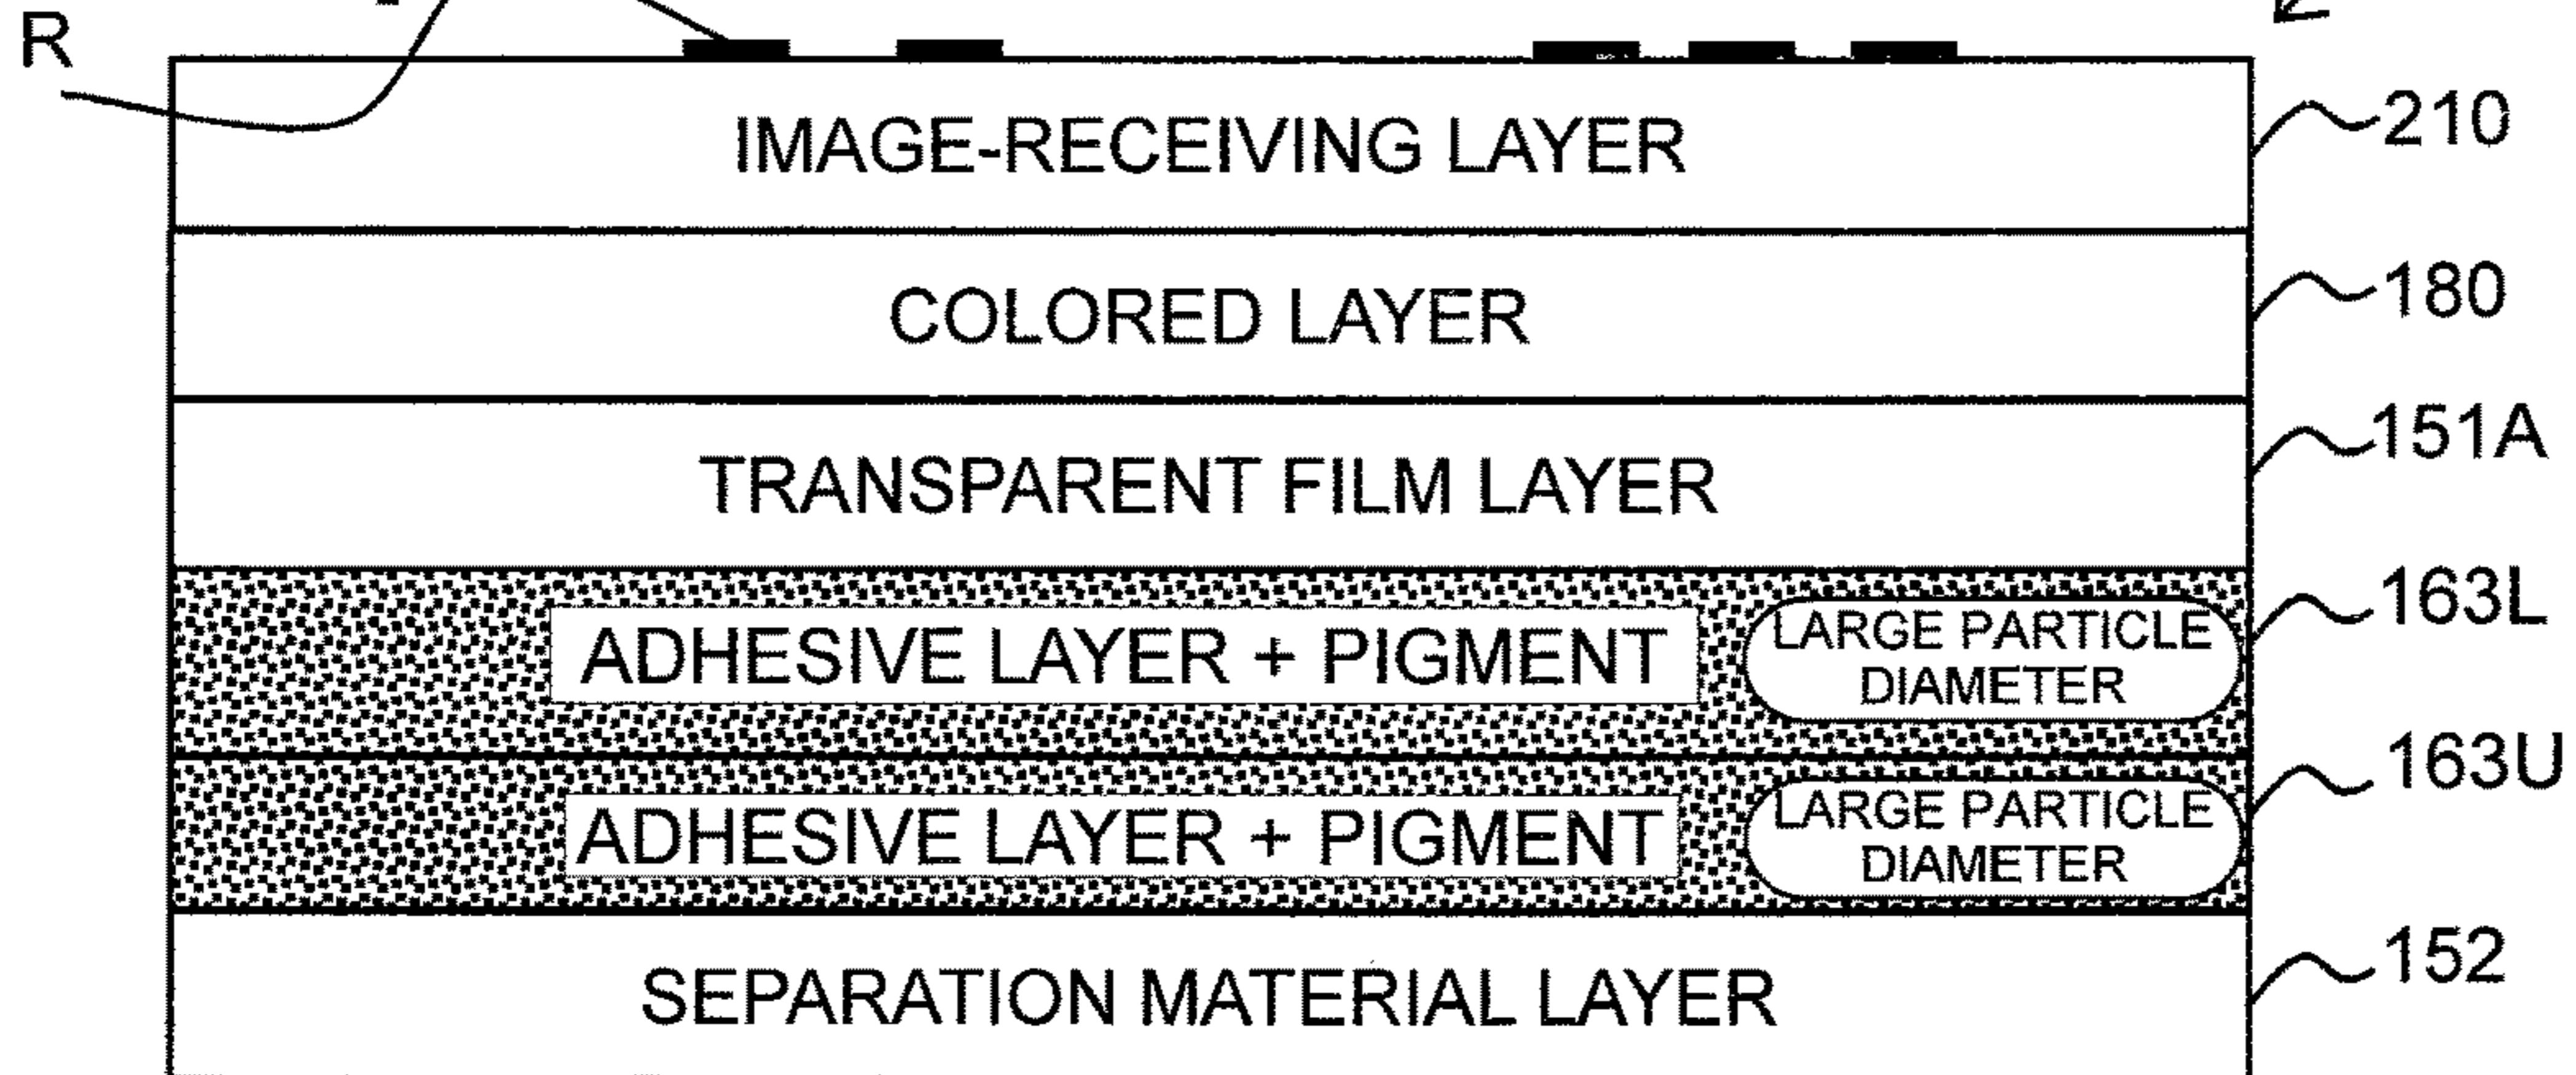 R
IMAGE-RECEIVING LAYER
210
COLORED LAYER
180
TRANSPARENT FILM LAYER
151A
ADHESIVE LAYER + PIGMENT
LARGE PARTICLE
DIAMETER
163L
ADHESIVE LAYER + PIGMENT
LARGE PARTICLE
DIAMETER
163U
SEPARATION MATERIAL LAYER
152